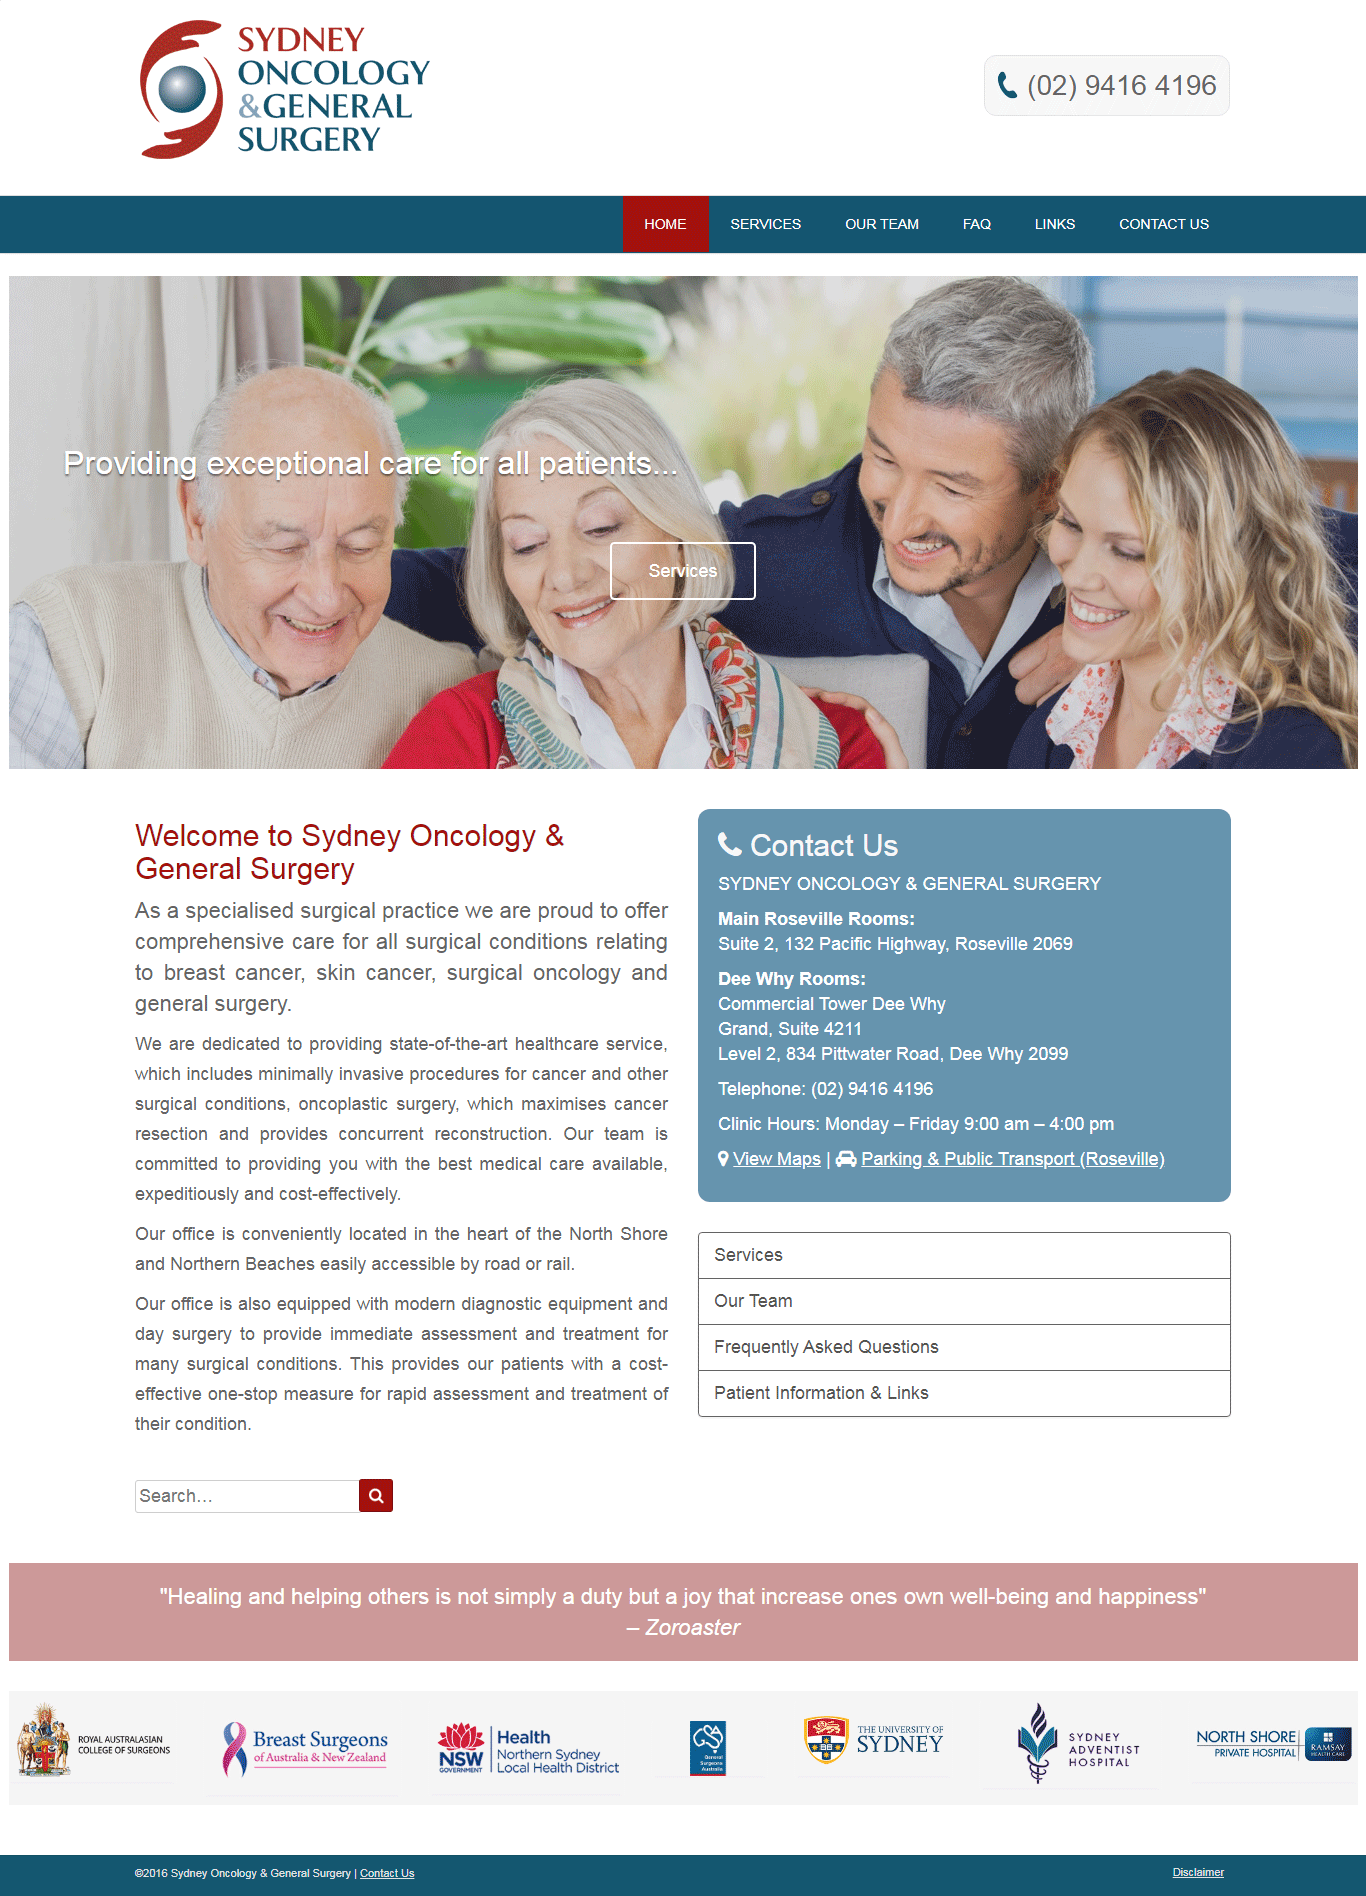 SYDNEY
ONCOLOGY
&GENERAL
SURGERY
(02) 9416 4196
HOME SERVICES OUR TEAM FAQ LINKS CONTACT US
Providing exceptional care for all patients...
Services
Welcome to Sydney Oncology &
General Surgery
As a specialised surgical practice we are proud to offer
comprehensive care for all surgical conditions relating
to breast cancer, skin cancer, surgical oncology and
general surgery.
We are dedicated to providing state-of-the-art healthcare service,
which includes minimally invasive procedures for cancer and other
surgical conditions, oncoplastic surgery, which maximises cancer
resection and provides concurrent reconstruction. Our team is
committed to providing you with the best medical care available,
expeditiously and cost-effectively.
Our office is conveniently located in the heart of the North Shore
and Northern Beaches easily accessible by road or rail.
Our office is also equipped with modern diagnostic equipment and
day surgery to provide immediate assessment and treatment for
many surgical conditions. This provides our patients with a cost-
effective one-stop measure for rapid assessment and treatment of
their condition.
Search...
Contact Us
SYDNEY ONCOLOGY & GENERAL SURGERY
Main Roseville Rooms:
Suite 2, 132 Pacific Highway, Roseville 2069
Dee Why Rooms:
Commercial Tower Dee Why
Grand, Suite 4211
Level 2, 834 Pittwater Road, Dee Why 2099
Telephone: (02) 9416 4196
Clinic Hours: Monday – Friday 9:00 am – 4:00 pm
View Maps | Parking & Public Transport (Roseville)
Services
Our Team
Frequently Asked Questions
Patient Information & Links
"Healing and helping others is not simply a duty but a joy that increase ones own well-being and happiness"
– Zoroaster
ROYAL AUSTRALASIAN
COLLEGE OF SURGEONS
Breast Surgeons
of Australia & New Zealand
NSW
GOVERNMENT
Health
Northern Sydney
Local Health District
General
Surgeons
Australia
THE UNIVERSITY OF
SYDNEY
SYDNEY
ADVENTIST
HOSPITAL
NORTH SHORE
PRIVATE HOSPITAL
RAMSAY
HEALTH CARE
©2016 Sydney Oncology & General Surgery | Contact Us
Disclaimer